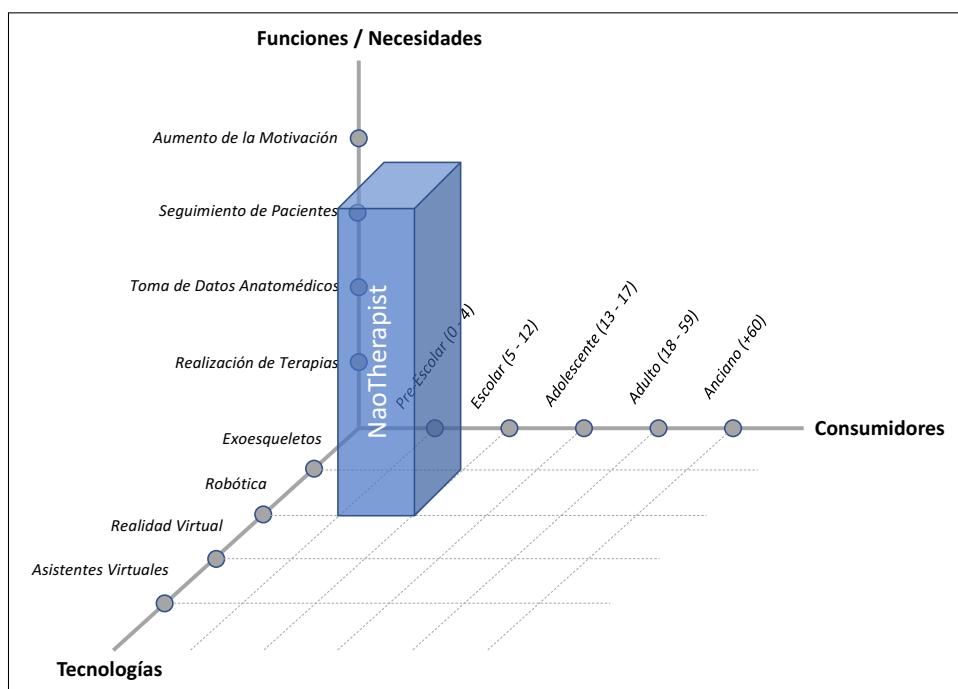 Funciones / Necesidades
Aumento de la Motivación
Seguimiento de Pacientes
Toma de Datos Anatomédicos
Realización de Terapias
NaoTherapist
Pre-Escolar (0 - 4)
Escolar (5 - 12)
Adolescente (13 - 17)
Adulto (18 - 59)
Anciano (+60)
Consumidores
Exoesqueletos
Robótica
Realidad Virtual
Asistentes Virtuales
Tecnologías